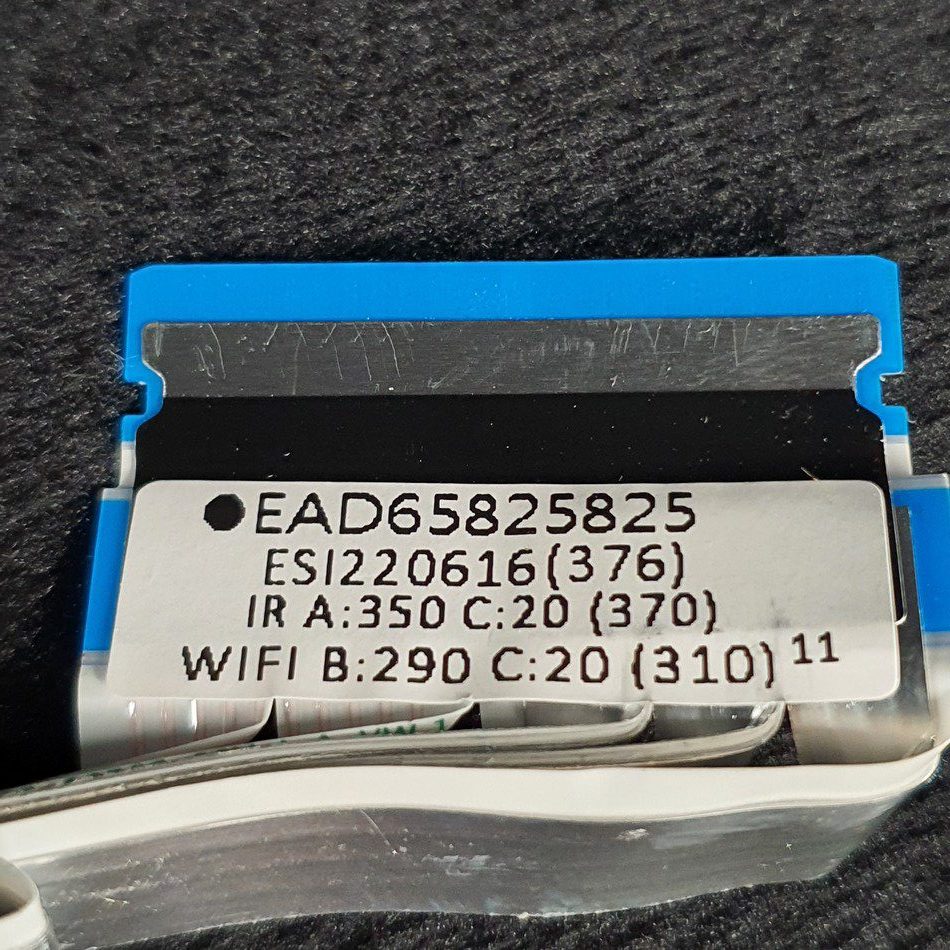 ●EAD65825825
ESI220616(376)
IR A:350 C:20 (370)
WIFI B:290 C:20 (310) 11